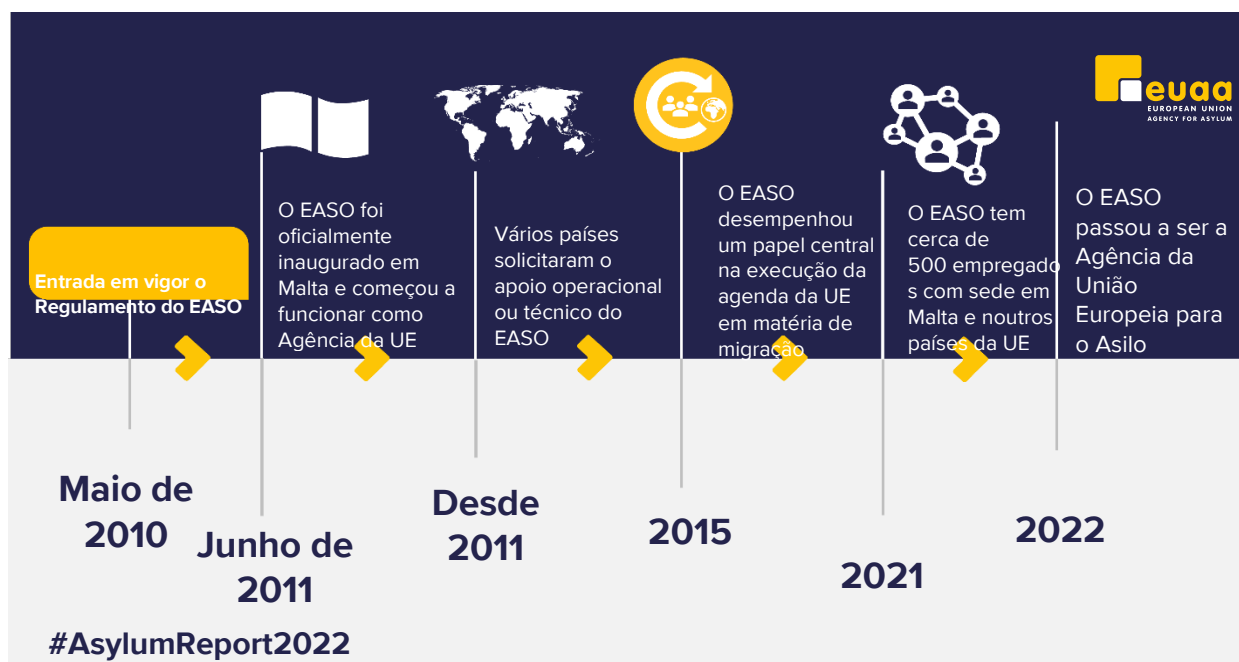 euaa
EUROPEAN UNION
AGENCY FOR ASYLUM
Entrada em vigor o
Regulamento do EASO
Maio de
2010
O EASO foi
oficialmente
inaugurado em
Malta e começou a
funcionar como
Agência da UE
Junho de
2011
Vários países
solicitaram o
apoio operacional
ou técnico do
EASO
Desde
2011
O EASO
desempenhou
um papel central
na execução da
agenda da UE
em matéria de
migração
2015
O EASO tem
cerca de
500 empregado
s com sede em
Malta e noutros
países da UE
2021
O EASO
passou a ser a
Agência da
União
Europeia para
o Asilo
2022
#AsylumReport2022